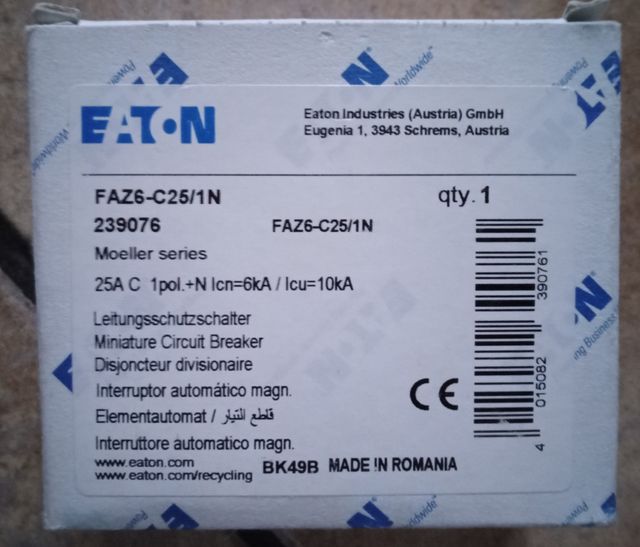 EATON
Eaton Industries (Austria) GmbH
Eugenia 1, 3943 Schrems, Austria
FAZ6-C25/1N
qty. 1
239076
FAZ6-C25/1N
Moeller series
25A C 1pol.+N Icn=6kA / Icu=10kA
Leitungsschutzschalter
Miniature Circuit Breaker
Disjoncteur divisionaire
Interruptor automático magn.
Elementautomat / قاطع التيار
Interruttore automatico magn.
www.eaton.com
www.eaton.com/recycling
BK49B MADE IN ROMANIA
CE
4 015082 390761
Worldwide"
ing Business